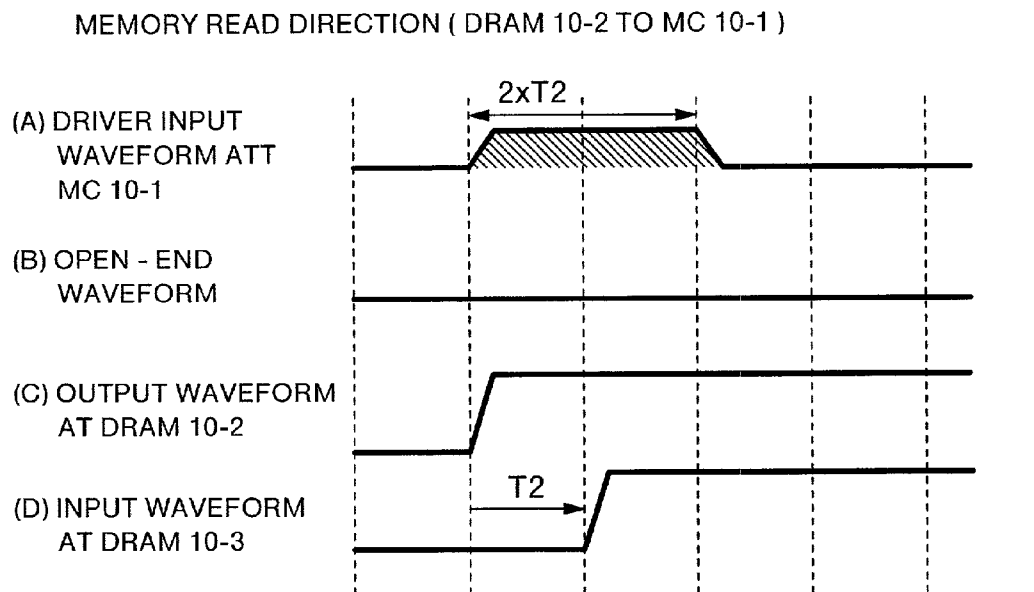 MEMORY READ DIRECTION ( DRAM 10-2 TO MC 10-1 )
2xT2
(A) DRIVER INPUT
WAVEFORM ATT
MC 10-1
(B) OPEN - END
WAVEFORM
(C) OUTPUT WAVEFORM
AT DRAM 10-2
T2
(D) INPUT WAVEFORM
AT DRAM 10-3